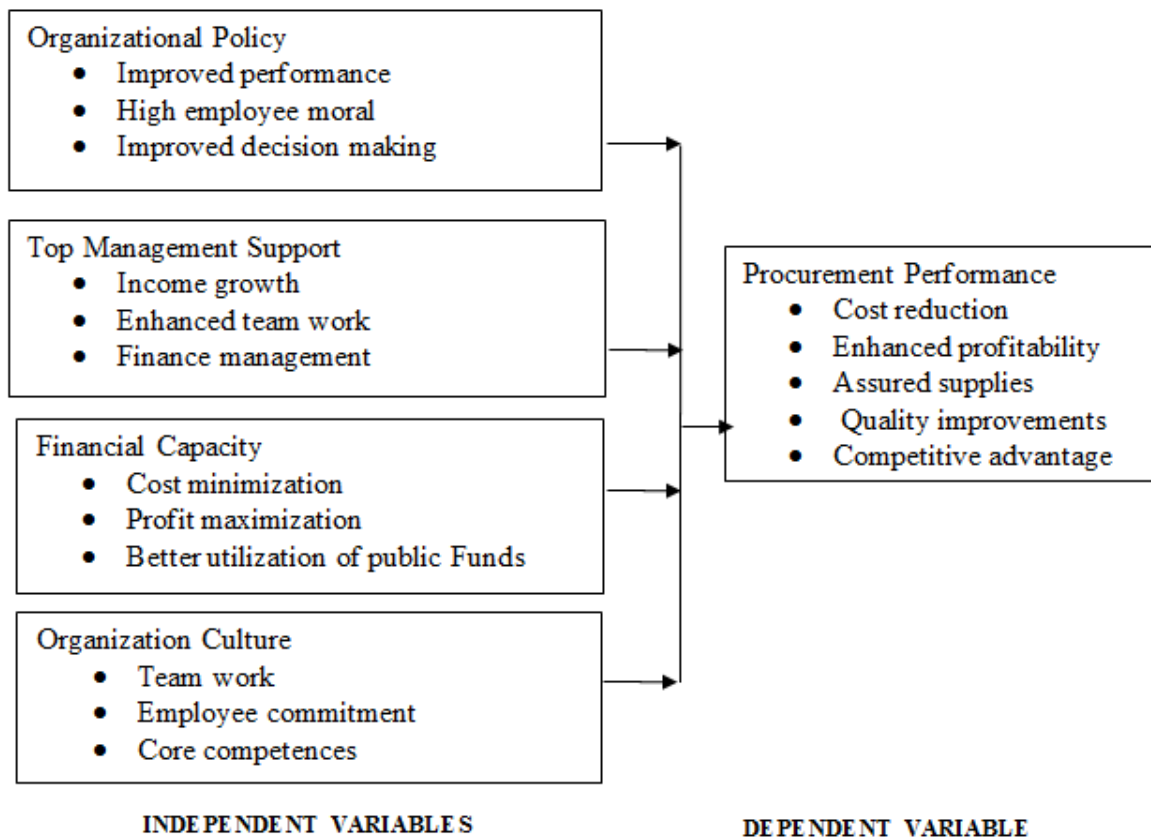 Organizational Policy
• Improved performance
• High employee moral
• Improved decision making
Top Management Support
• Income growth
• Enhanced team work
• Finance management
Financial Capacity
• Cost minimization
• Profit maximization
• Better utilization of public Funds
Organization Culture
• Team work
• Employee commitment
• Core competences
INDEPENDENT VARIABLES
Procurement Performance
• Cost reduction
• Enhanced profitability
• Assured supplies
• Quality improvements
• Competitive advantage
DEPENDENT VARIABLE